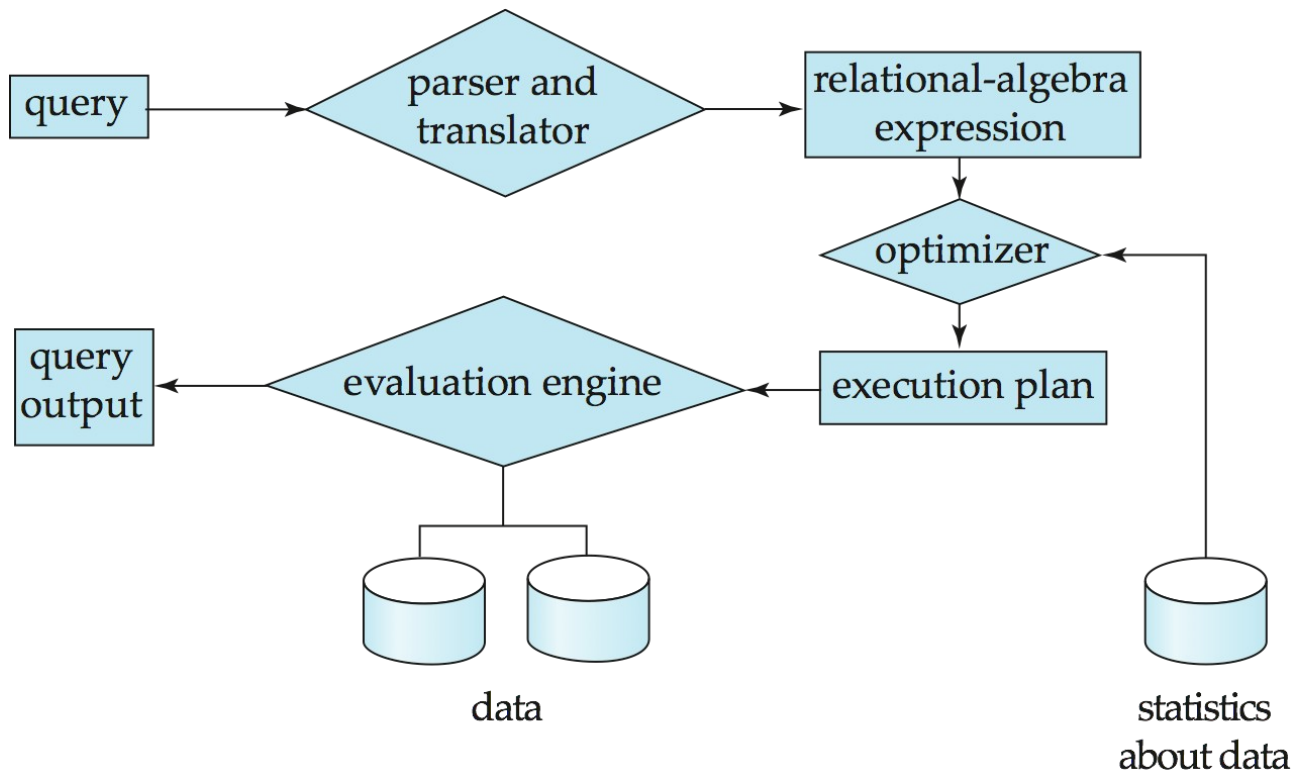 query
parser and
translator
relational-algebra
expression
optimizer
query
output
evaluation engine
execution plan
data
statistics
about data